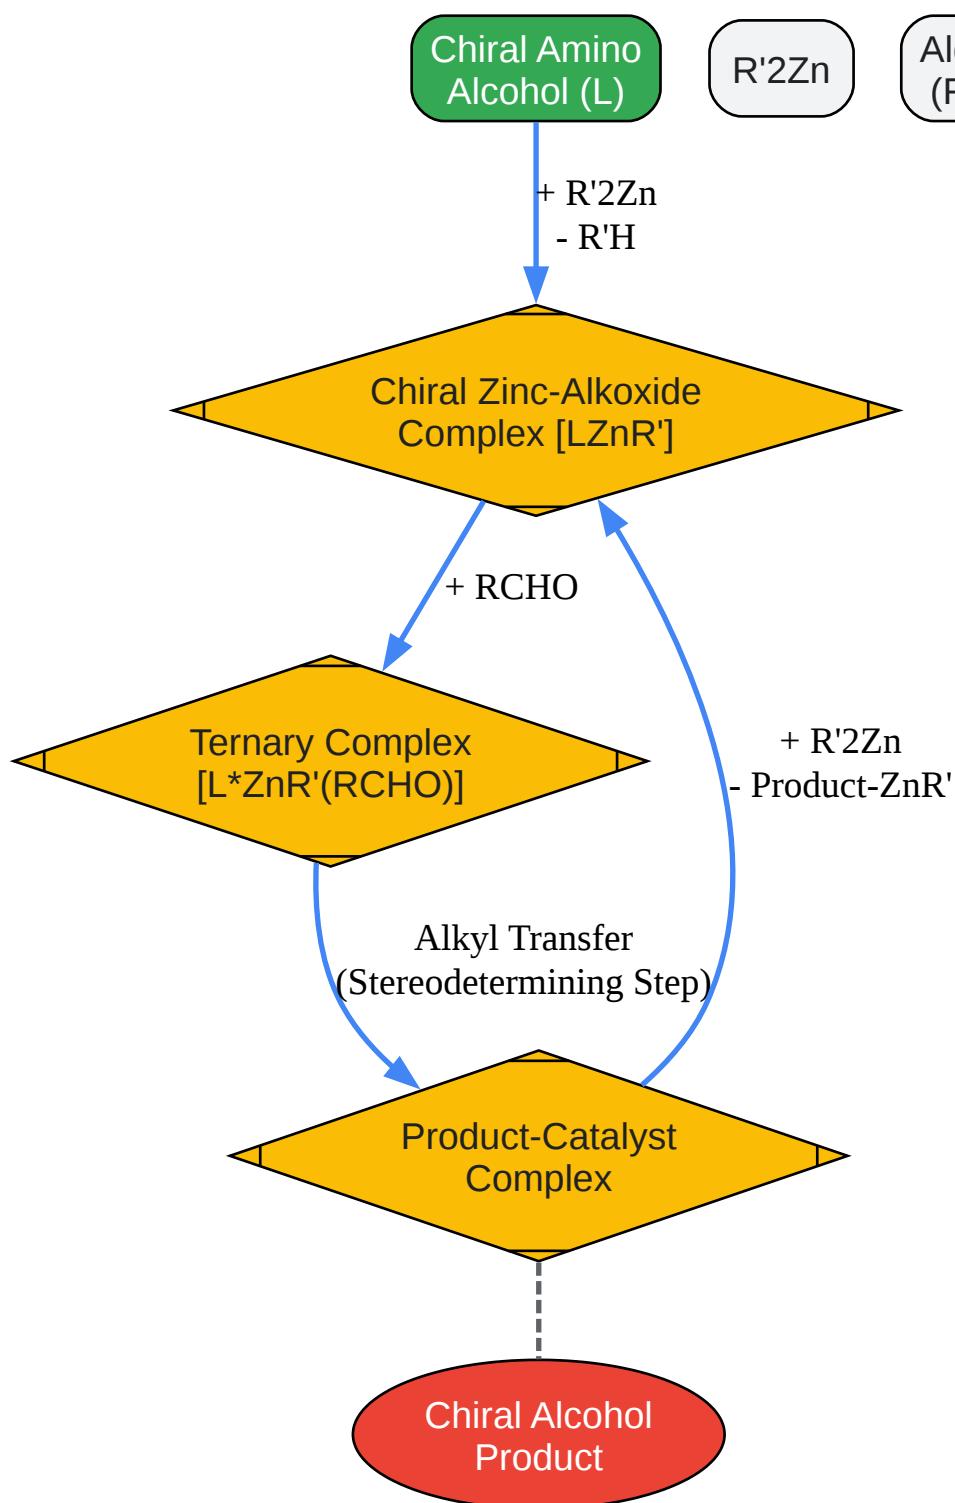 Chiral Amino
Alcohol (L)
R'2Zn
+ R'2Zn
- R'H
Chiral Zinc-Alkoxide
Complex [LZnR']
+ RCHO
Ternary Complex
[L*ZnR'(RCHO)]
+ R'2Zn
- Product-ZnR'
Alkyl Transfer
(Stereodetermining Step)
Product-Catalyst
Complex
Chiral Alcohol
Product